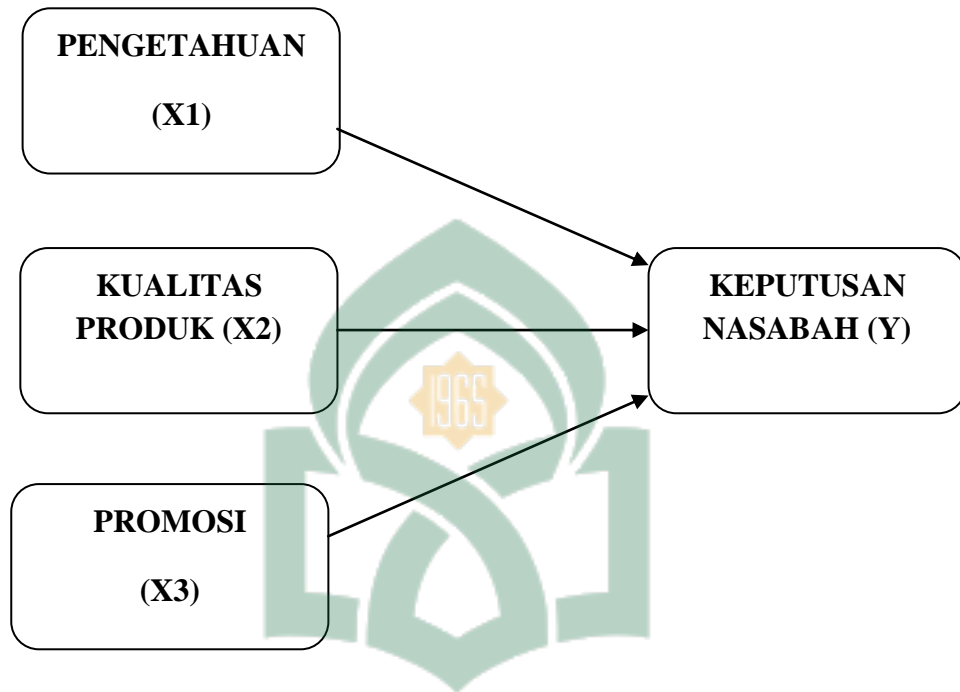 PENGETAHUAN
(X1)
KUALITAS
PRODUK (X2)
KEPUTUSAN
NASABAH (Y)
1965
PROMOSI
(X3)